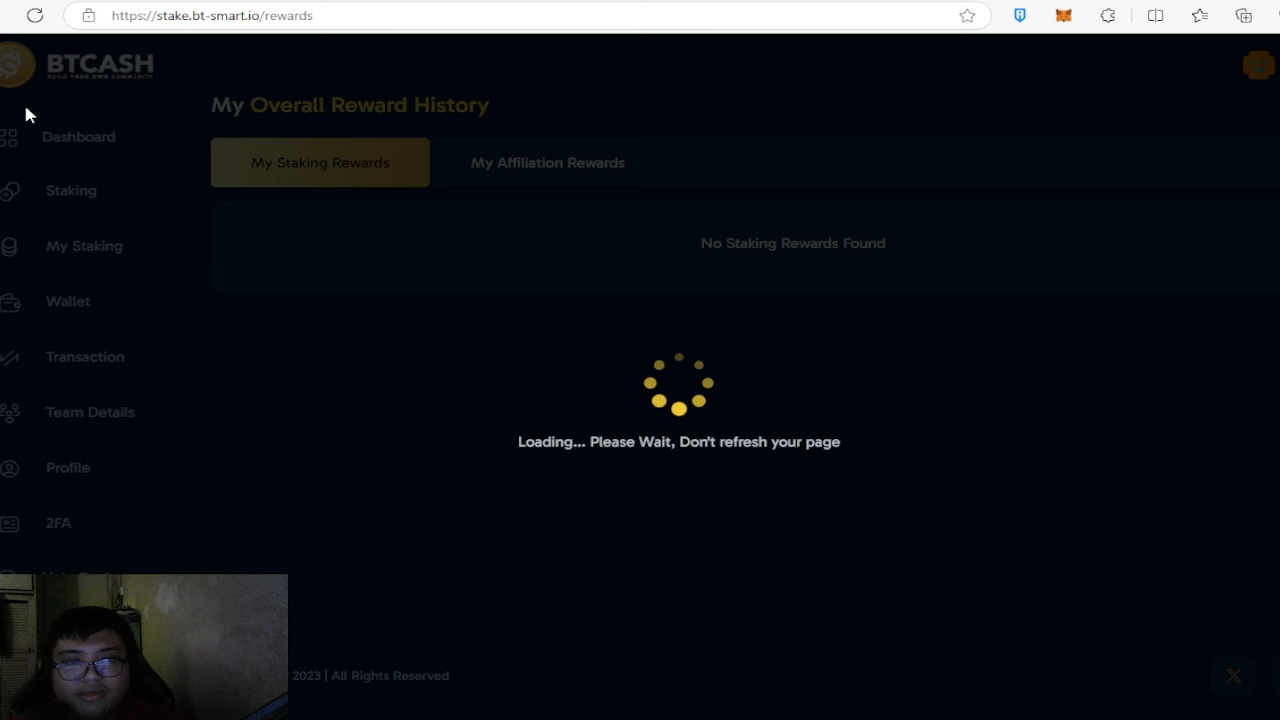 https://stake.bt-smart.io/rewards
BTCASH
BUILD YOUR OWN COMMUNITY
My Overall Reward History
Dashboard
My Staking Rewards
My Affiliation Rewards
Staking
No Staking Rewards Found
My Staking
Wallet
Transaction
Team Details
Loading... Please Wait, Don't refresh your page
Profile
2FA
2023 | All Rights Reserved